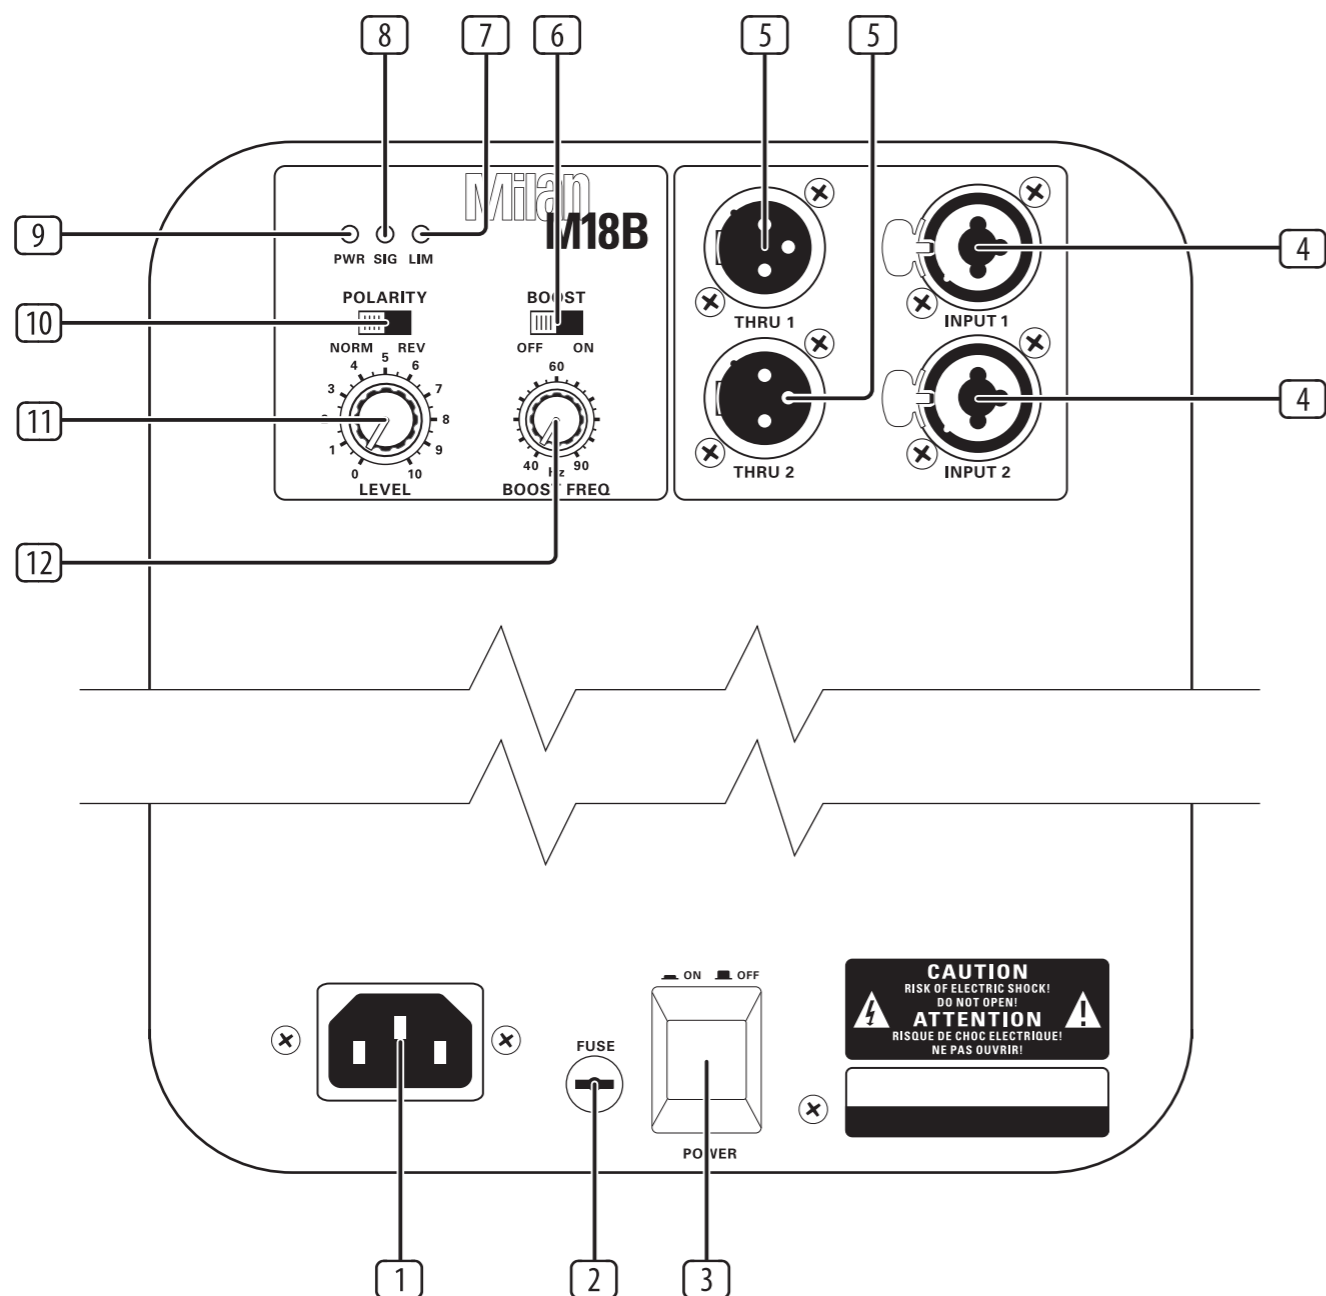 8 7 6 5 5
Milan
M18B
9
PWR SIG LIM
4
POLARITY BOOST
10
THRU 1 INPUT 1
NORM REV OFF ON
0 1 2 3 4 5 6 7 8 9 10
60
11
4
40 Hz 90
LEVEL BOOST FREQ
THRU 2 INPUT 2
12
ON OFF
CAUTION
RISK OF ELECTRIC SHOCK!
DO NOT OPEN!
ATTENTION
RISQUE DE CHOC ELECTRIQUE!
NE PAS OUVRIR!
FUSE
POWER
1 2 3